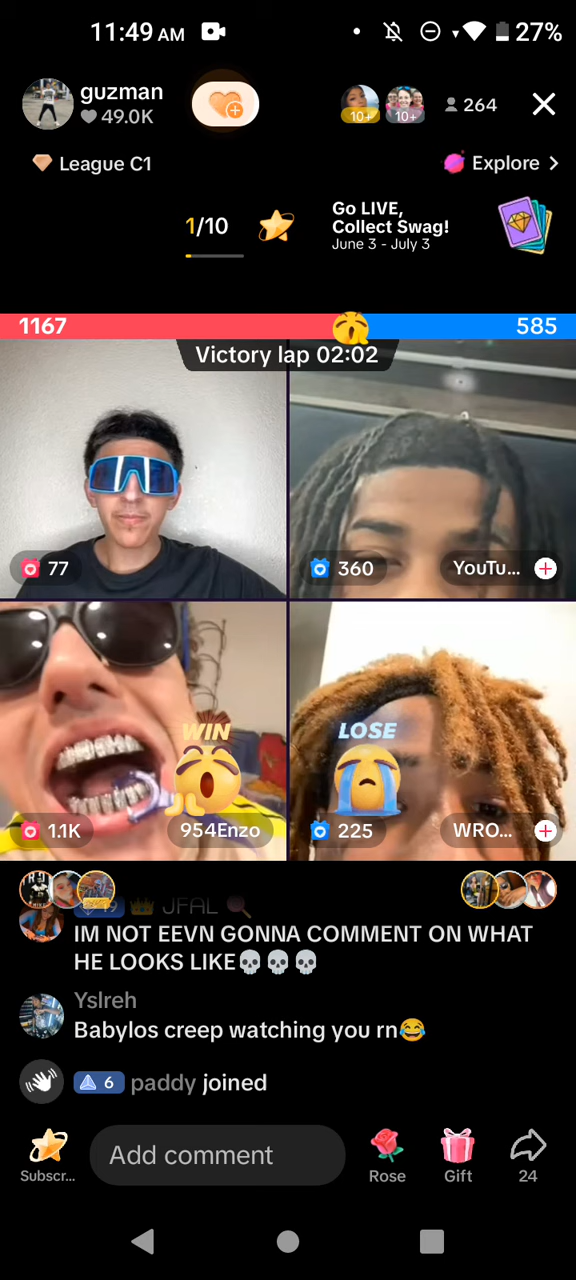 11:49 AM
27%
guzman
49.0K
10+
10+
264
League C1
Explore >
1/10
Go LIVE,
Collect Swag!
June 3 - July 3
1167
585
Victory lap 02:02
77
360
YouTu...
WIN
LOSE
1.1K
954Enzo
225
WRO...
19 JFAL
IM NOT EEVN GONNA COMMENT ON WHAT
HE LOOKS LIKE💀💀💀
Yslreh
Babylos creep watching you rn😂
6 paddy joined
Subscr...
Add comment
Rose
Gift
24